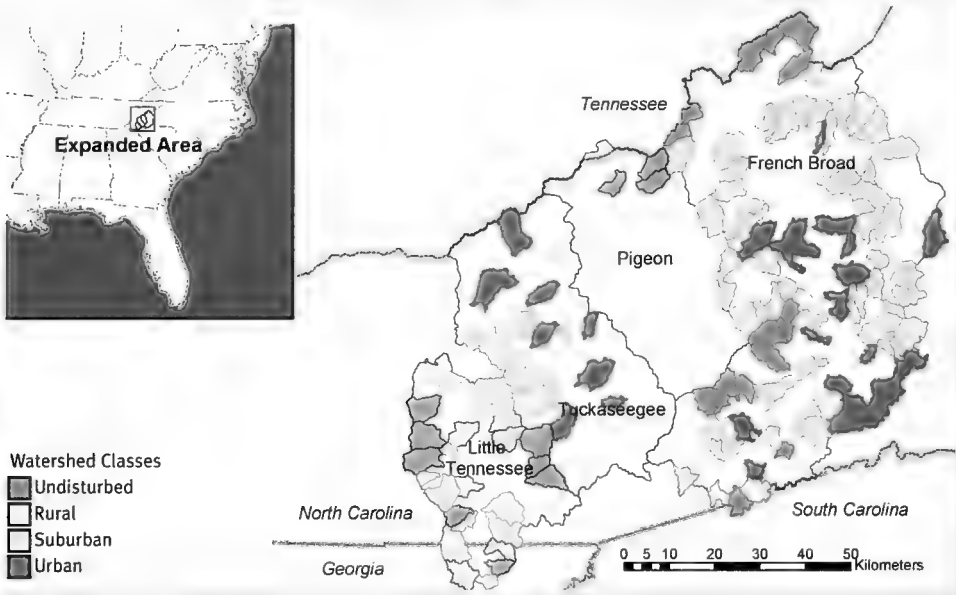 Expanded Area
Tennessee
French Broad
Pigeon
Tuckaseegee
Little
Tennessee
Watershed Classes
Undisturbed
Rural
Suburban
Urban
North Carolina
South Carolina
Georgia
0 5 10 20 30 40 50
Kilometers